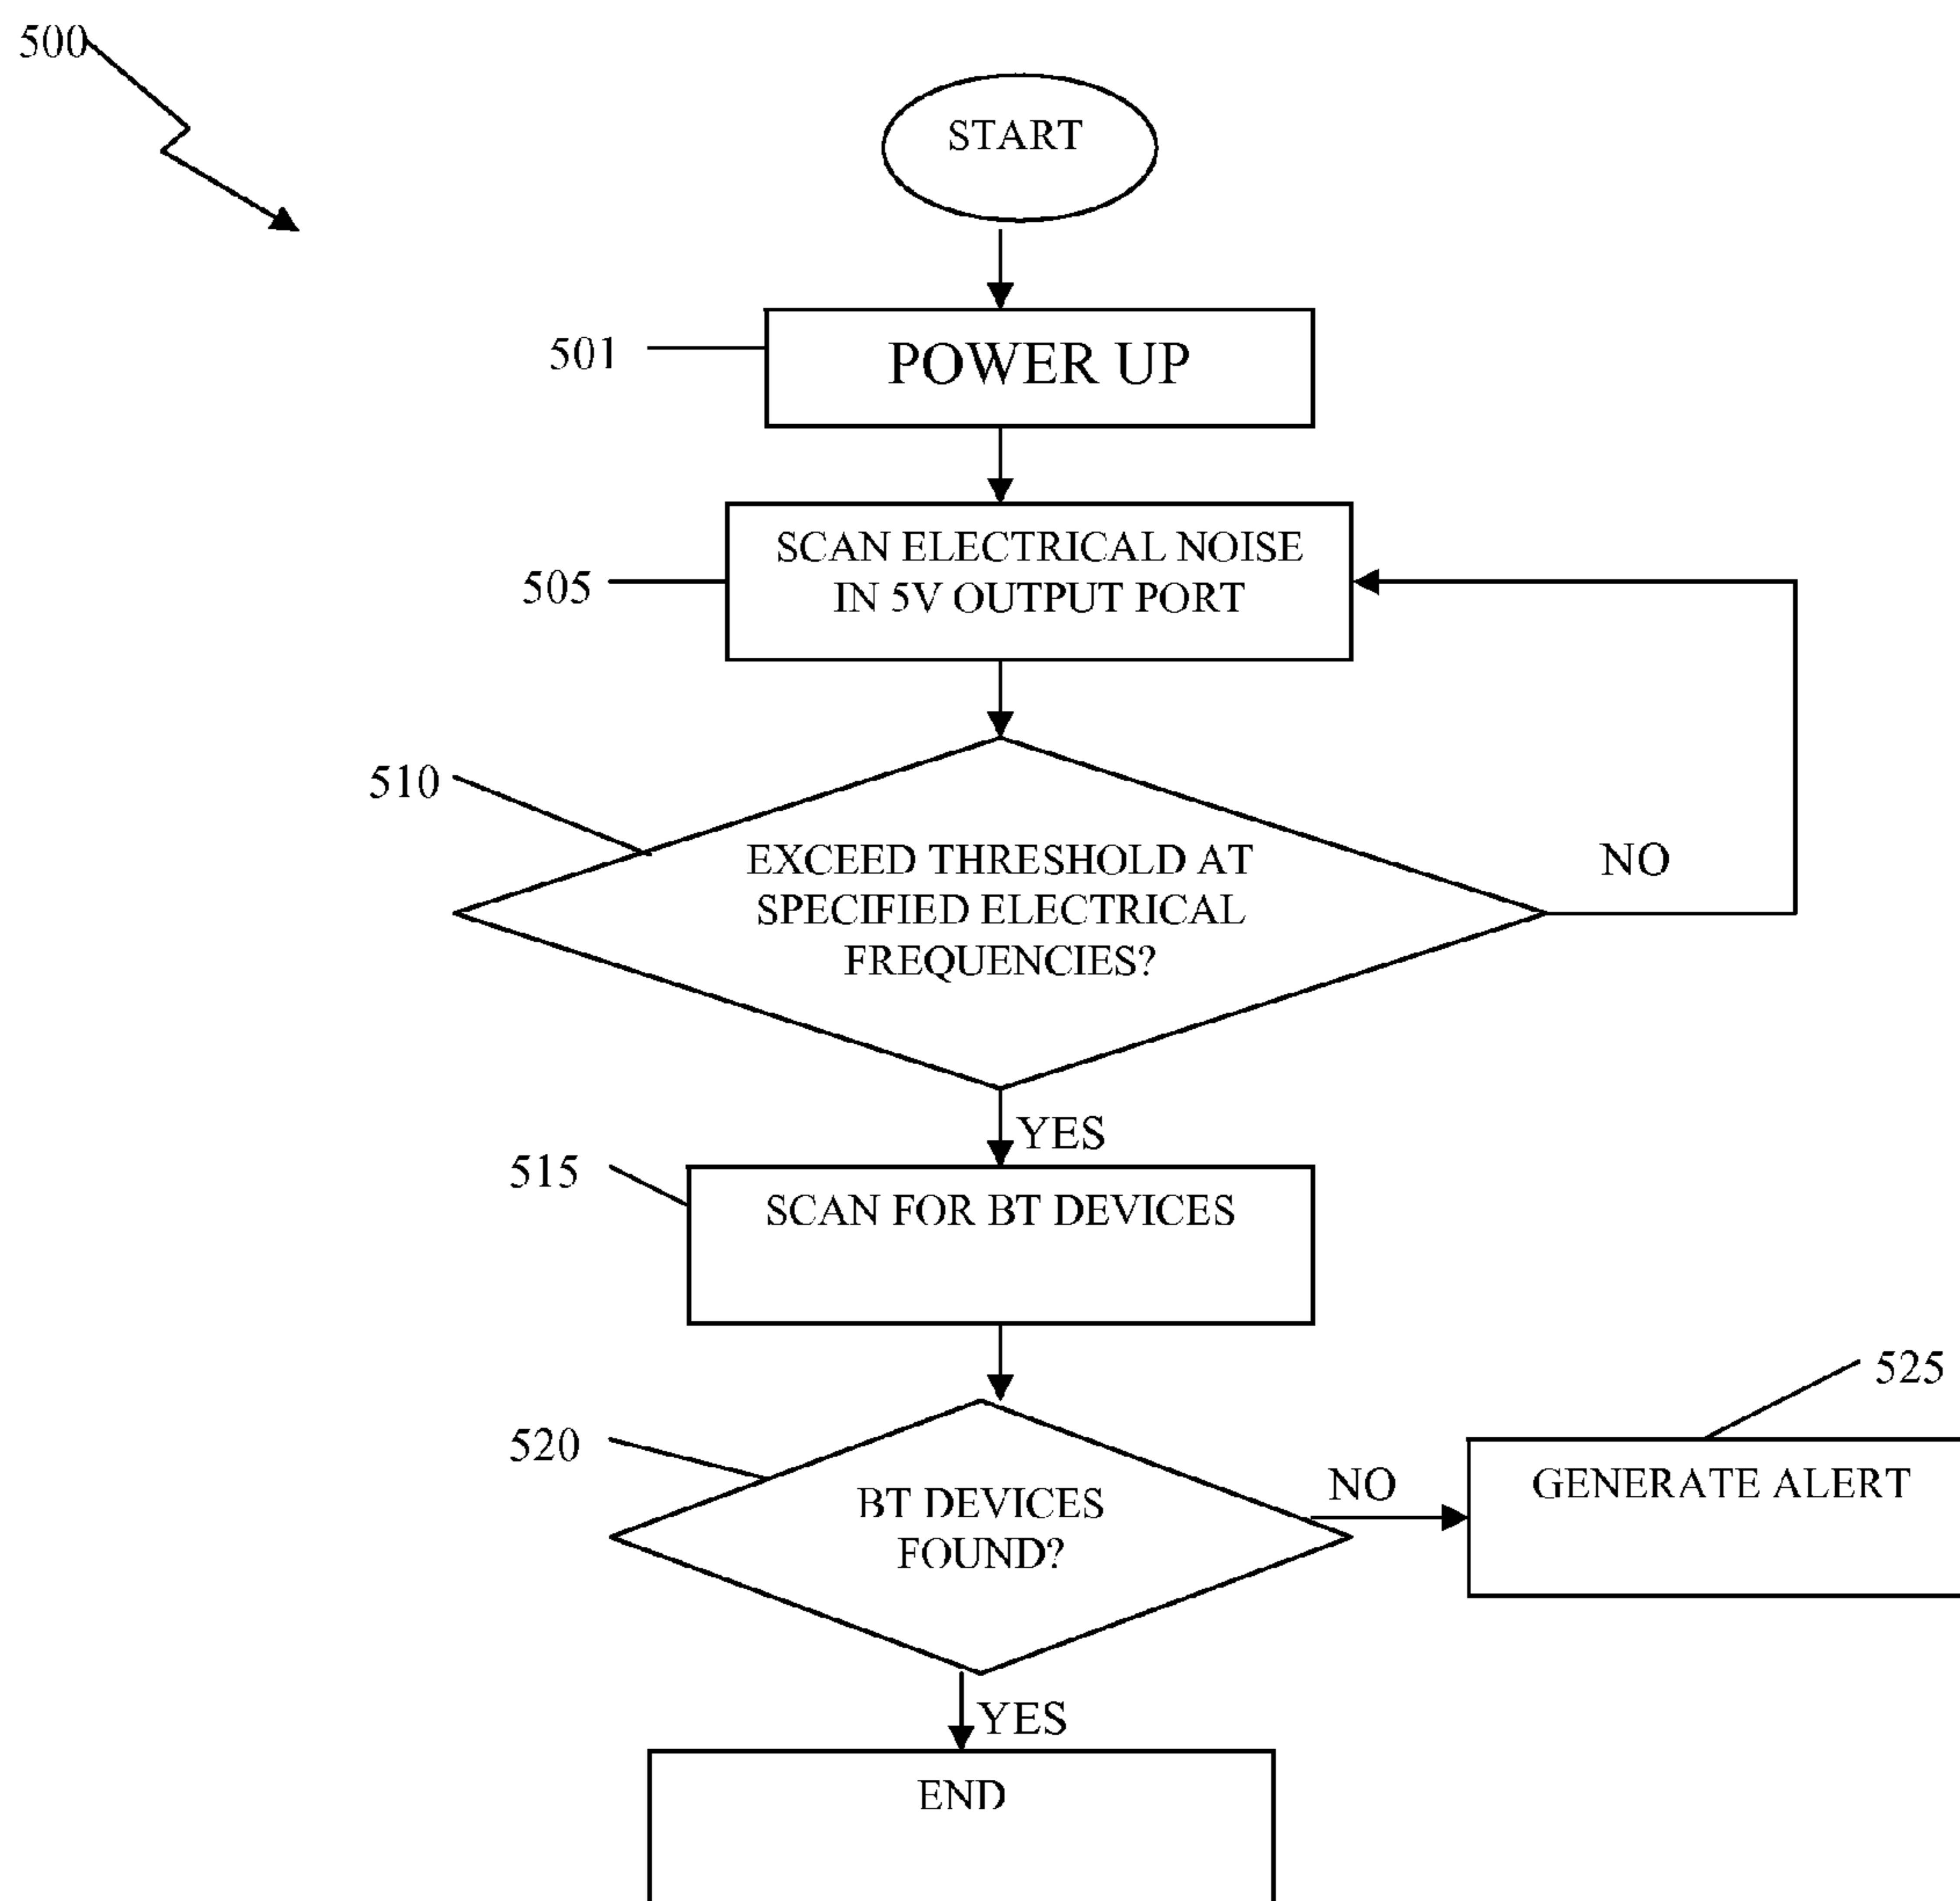 500
START
501
POWER UP
505
SCAN ELECTRICAL NOISE
IN 5V OUTPUT PORT
510
EXCEED THRESHOLD AT
SPECIFIED ELECTRICAL
FREQUENCIES?
NO
YES
515
SCAN FOR BT DEVICES
525
520
BT DEVICES
FOUND?
NO
GENERATE ALERT
YES
END